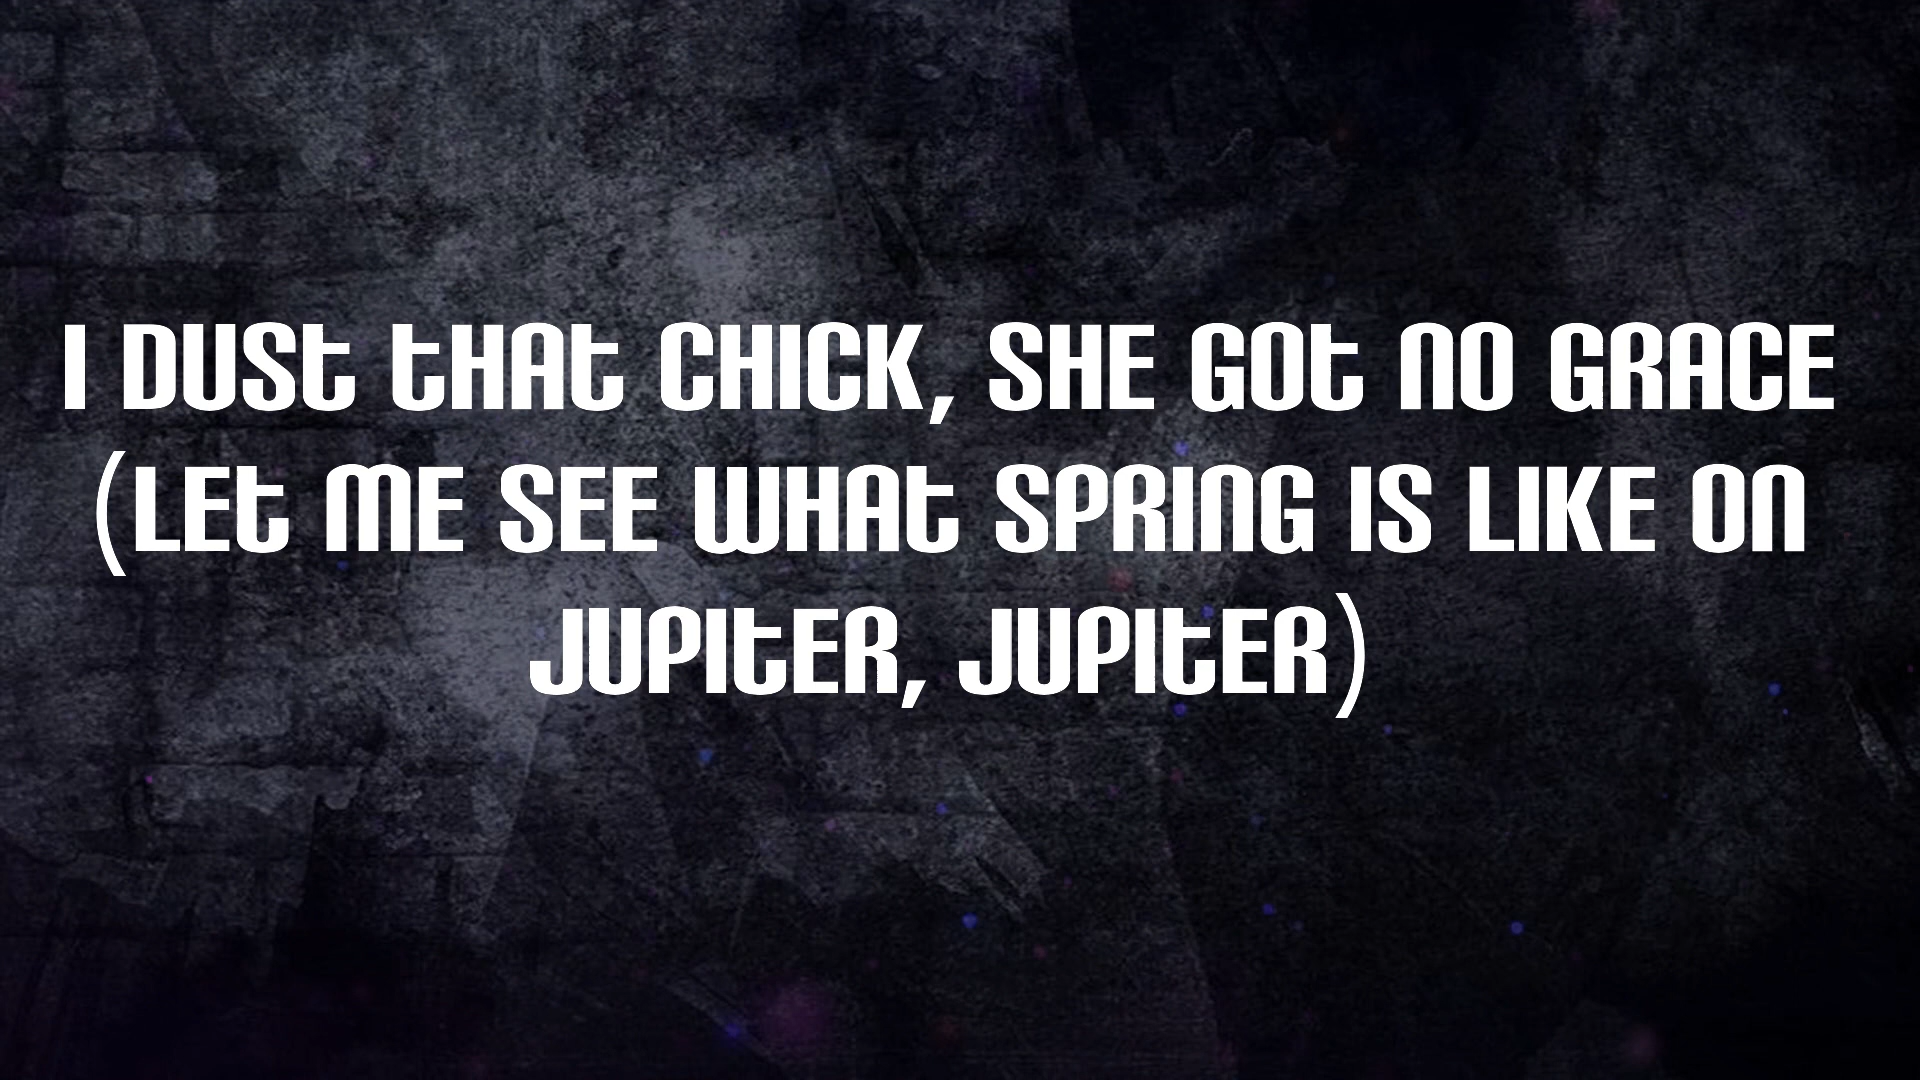 I DUST THAT CHICK, SHE GOT NO GRACE
(LET ME SEE WHAT SPRING IS LIKE ON
JUPITER, JUPITER)